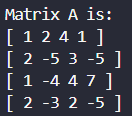 Matrix A is:
[ 1 2 4 1 ]
[ 2 -5 3 -5 ]
[ 1 -4 4 7 ]
[ 2 -3 2 -5 ]